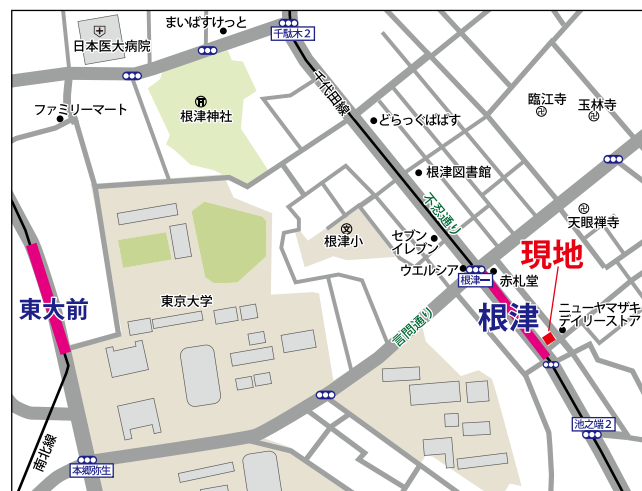 まいばすけっと
千駄木2
日本医大病院
千代田線
ファミリーマート
根津神社
どらっぐぱぱす
臨江寺
玉林寺
根津図書館
不忍通り
天眼禅寺
根津小
セブン
イレブン
現地
ウエルシア
根津一
赤札堂
東大前
東京大学
根津
ニューヤマザキ
デイリーストア
言問通り
池之端2
南北線
本郷弥生